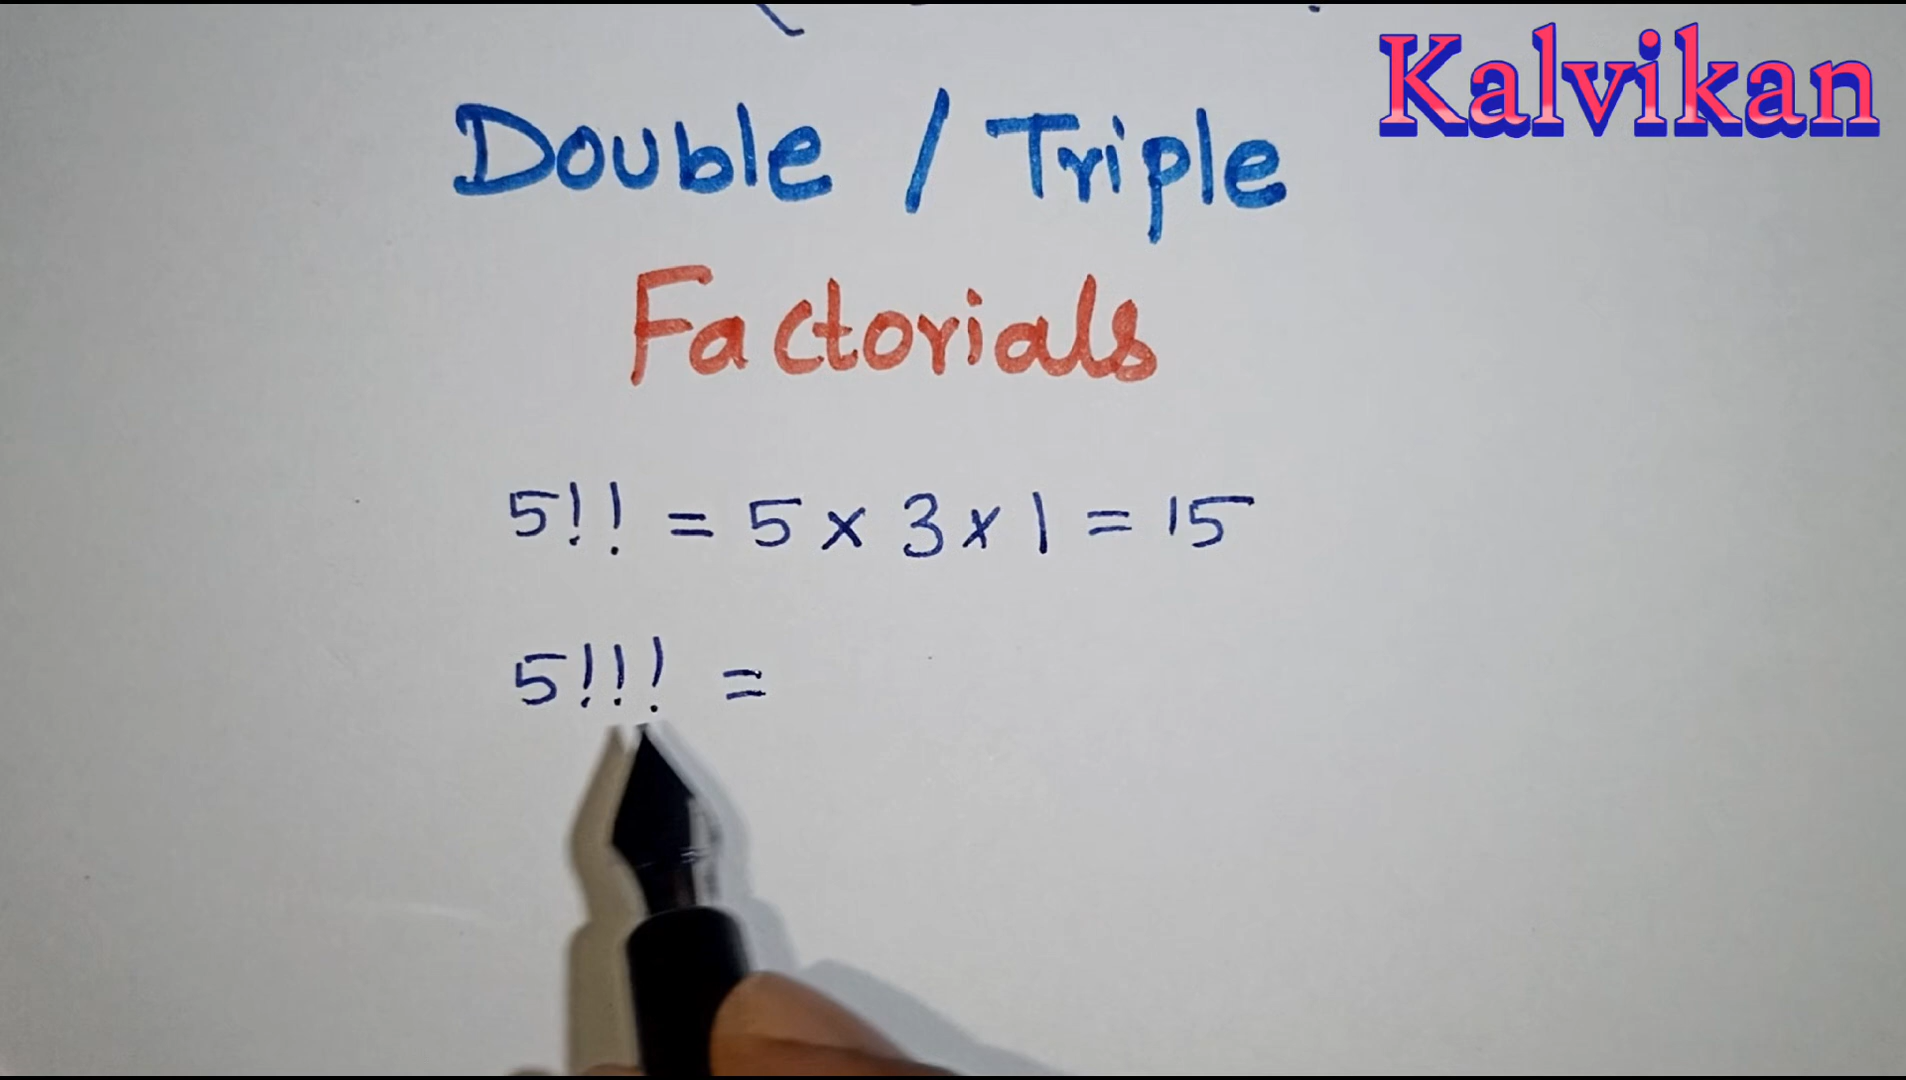 Kalvikan
Double / Triple
Factorials
5!! = 5 x 3 x 1 = 15
5!!! =